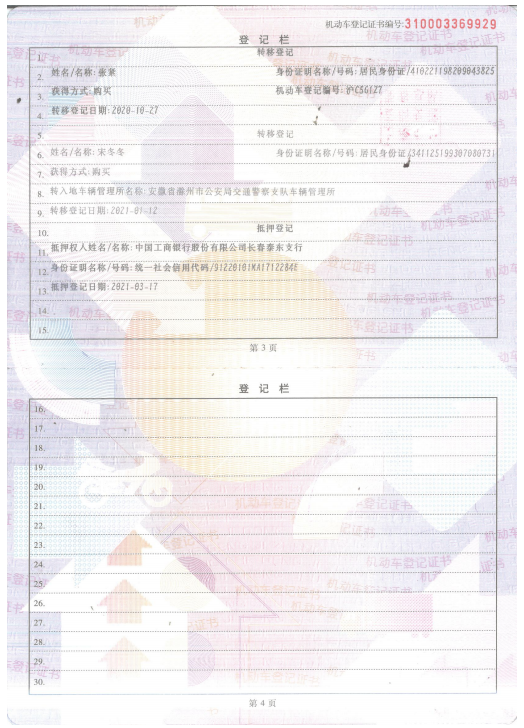 机动车登记证书编号:310003369929
登 记 栏
1. 转移登记
2. 姓名/名称:张豪 身份证明名称/号码:居民身份证/410221198209043825
3. 获得方式:购买 机动车登记编号:沪C5G1Z7
4. 转移登记日期:2020-10-27
5. 转移登记
6. 姓名/名称:宋冬冬 身份证明名称/号码:居民身份证/341125199307080731
7. 获得方式:购买
8. 转入地车辆管理所名称:安徽省滁州市公安局交通警察支队车辆管理所
9. 转移登记日期:2021-01-12
10. 抵押登记
11. 抵押权人姓名/名称:中国工商银行股份有限公司长春泰东支行
12. 身份证明名称/号码:统一社会信用代码/91220101KA1712284E
13. 抵押登记日期:2021-03-17
14.
15.
第 3 页
登 记 栏
16.
17.
18.
19.
20.
21.
22.
23.
24.
25.
26.
27.
28.
29.
30.
第 4 页